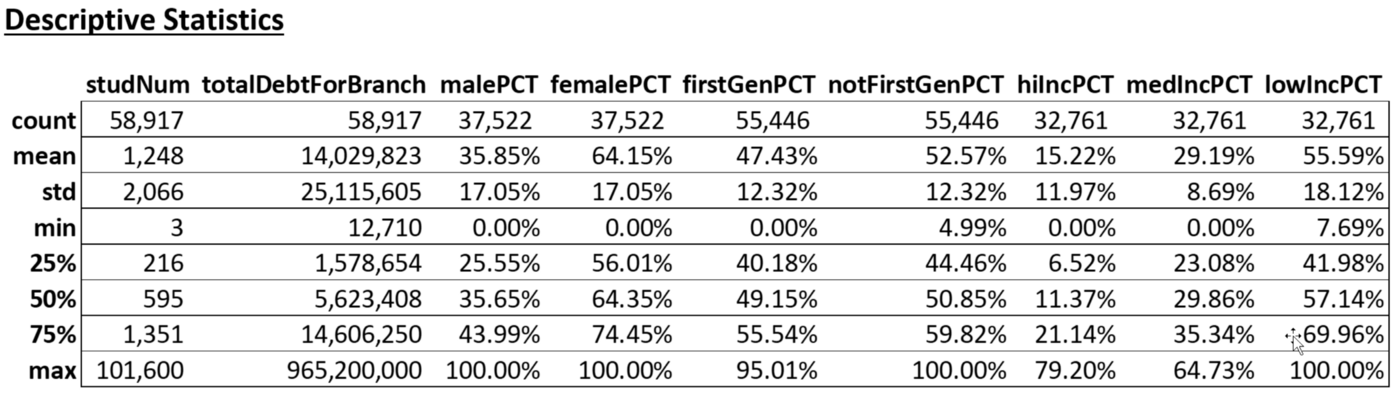 Descriptive Statistics
studNum totalDebtForBranch malePCT femalePCT firstGenPCT notFirstGenPCT hiIncPCT medIncPCT lowIncPCT
count 58,917 58,917 37,522 37,522 55,446 55,446 32,761 32,761 32,761
mean 1,248 14,029,823 35.85% 64.15% 47.43% 52.57% 15.22% 29.19% 55.59%
std 2,066 25,115,605 17.05% 17.05% 12.32% 12.32% 11.97% 8.69% 18.12%
min 3 12,710 0.00% 0.00% 0.00% 4.99% 0.00% 0.00% 7.69%
25% 216 1,578,654 25.55% 56.01% 40.18% 44.46% 6.52% 23.08% 41.98%
50% 595 5,623,408 35.65% 64.35% 49.15% 50.85% 11.37% 29.86% 57.14%
75% 1,351 14,606,250 43.99% 74.45% 55.54% 59.82% 21.14% 35.34% 69.96%
max 101,600 965,200,000 100.00% 100.00% 95.01% 100.00% 79.20% 64.73% 100.00%